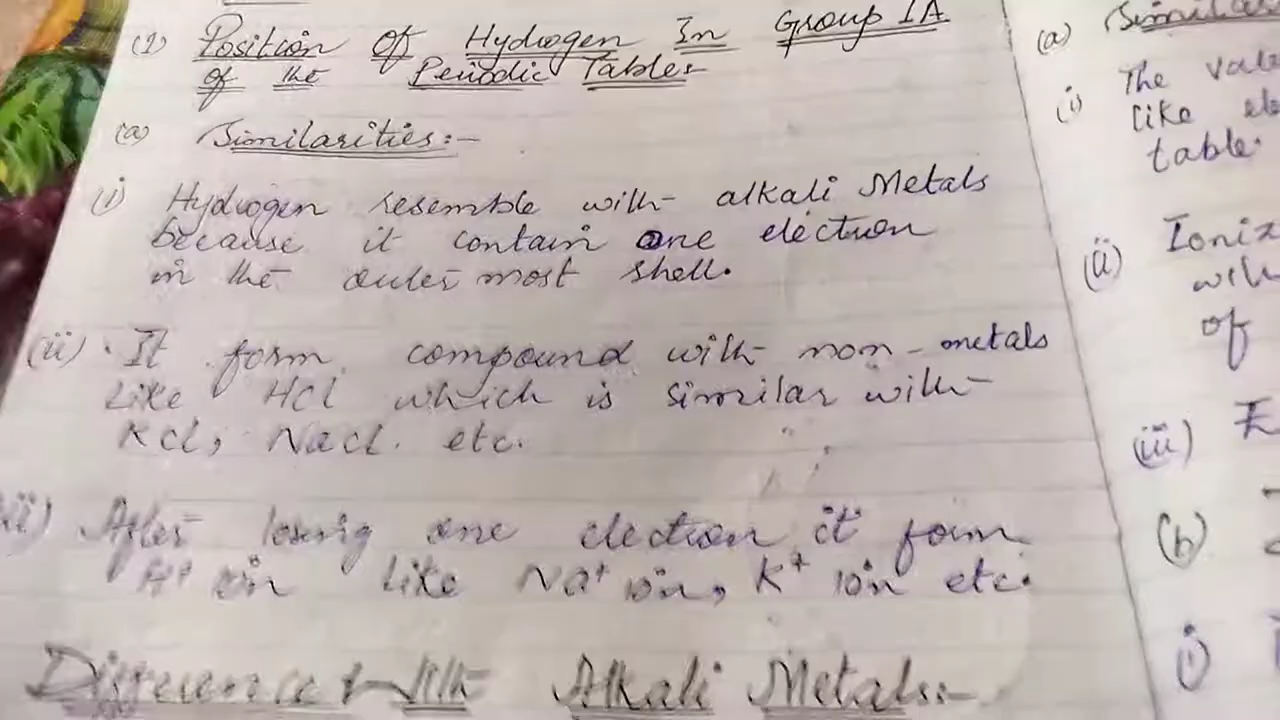 (1) Position Of Hydrogen In Group IA
of the Periodic Tables
(a) Similarities:-
(i) Hydrogen resemble with alkali Metals
because it contain one electron
in the outer most shell.
(ii) It form compound with non-metals
Like HCl which is similar with
KCl, NaCl. etc.
After losing one electron it form
H+ ion Like Na+ ion, K+ ion etc.
Difference With Alkali Metals:-
(a)
(i) The
like
table.
(ii)
with
of
(iii)
(b)
(i)